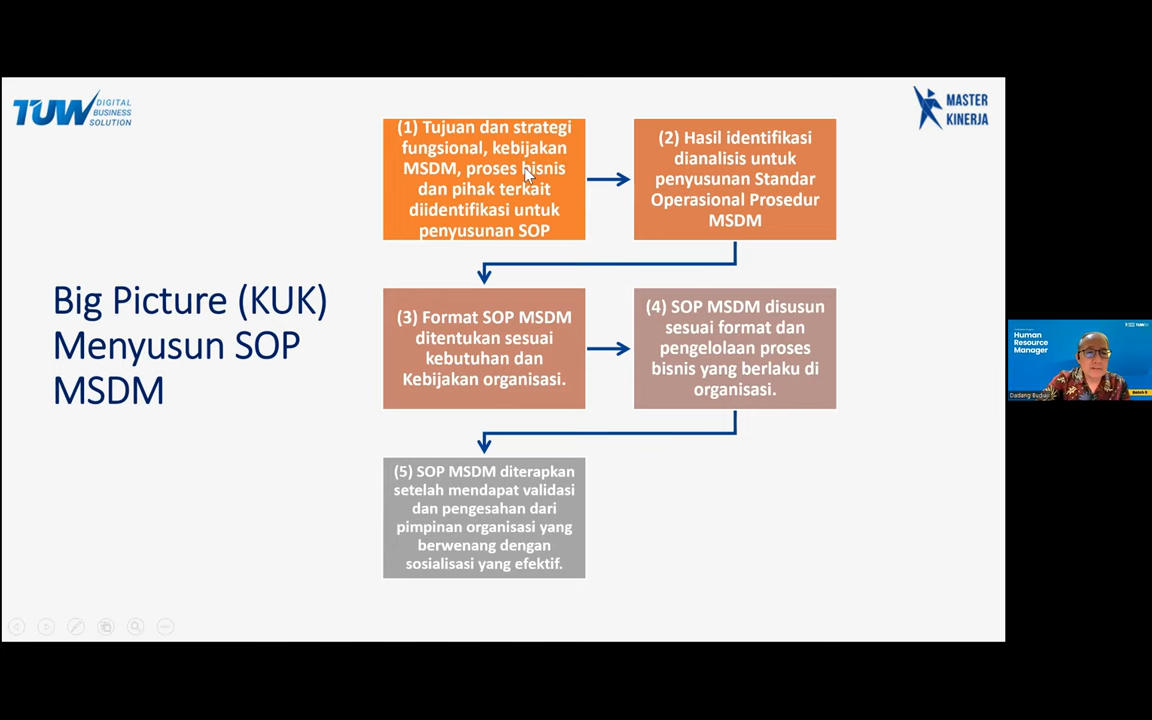 TUW DIGITAL
BUSINESS
SOLUTION
MASTER
KINERJA
Big Picture (KUK)
Menyusun SOP
MSDM
(1) Tujuan dan strategi
fungsional, kebijakan
MSDM, proses bisnis
dan pihak terkait
diidentifikasi untuk
penyusunan SOP
(2) Hasil identifikasi
dianalisis untuk
penyusunan Standar
Operasional Prosedur
MSDM
(3) Format SOP MSDM
ditentukan sesuai
kebutuhan dan
Kebijakan organisasi.
(4) SOP MSDM disusun
sesuai format dan
pengelolaan proses
bisnis yang berlaku di
organisasi.
(5) SOP MSDM diterapkan
setelah mendapat validasi
dan pengesahan dari
pimpinan organisasi yang
berwenang dengan
sosialisasi yang efektif.
Human
Resource
Manager
Dadang Budiaji